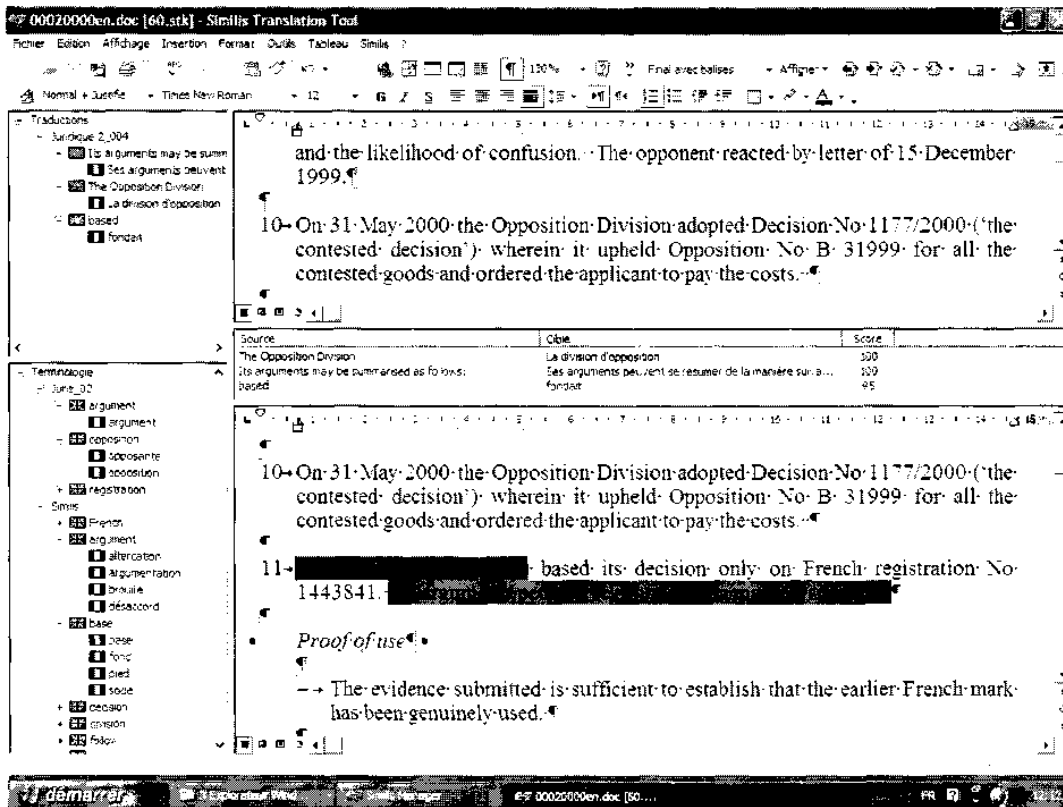 00020000en.doc [60.stk] - Similis Translation Tool
Fichier Edition Affichage Insertion Format Outils Tableau Similis ?
130% Final avec balises Afficher
Normal + Justifié Times New Roman 12 G I S
Traductions
Juridique 2_004
Its arguments may be summ
Ses arguments peuvent
The Opposition Division
La division d'opposition
based
fondait
and the likelihood of confusion. The opponent reacted by letter of 15 December
1999.¶
¶
10→ On 31 May 2000 the Opposition Division adopted Decision No 1177/2000 ('the
contested decision') wherein it upheld Opposition No B 31999 for all the
contested goods and ordered the applicant to pay the costs. ¶
¶
Source Cible Score
The Opposition Division La division d'opposition 100
Its arguments may be summarised as follows: Ses arguments peuvent se résumer de la manière suiva... 100
based fondait 95
Terminologie
June_02
argument
argument
opposition
opposante
opposition
registration
Similis
French
argument
altercation
argumentation
brouille
désaccord
base
base
fond
pied
socle
decision
division
follow
¶
10→ On 31 May 2000 the Opposition Division adopted Decision No 1177/2000 ('the
contested decision') wherein it upheld Opposition No B 31999 for all the
contested goods and ordered the applicant to pay the costs. ¶
¶
11→ based its decision only on French registration No
1443841. ¶
¶
• Proof of use¶ •
¶
–→ The evidence submitted is sufficient to establish that the earlier French mark
has been genuinely used. ¶
démarrer 3 Explorateur Wind... Similis Manager 00020000en.doc [60.... FR